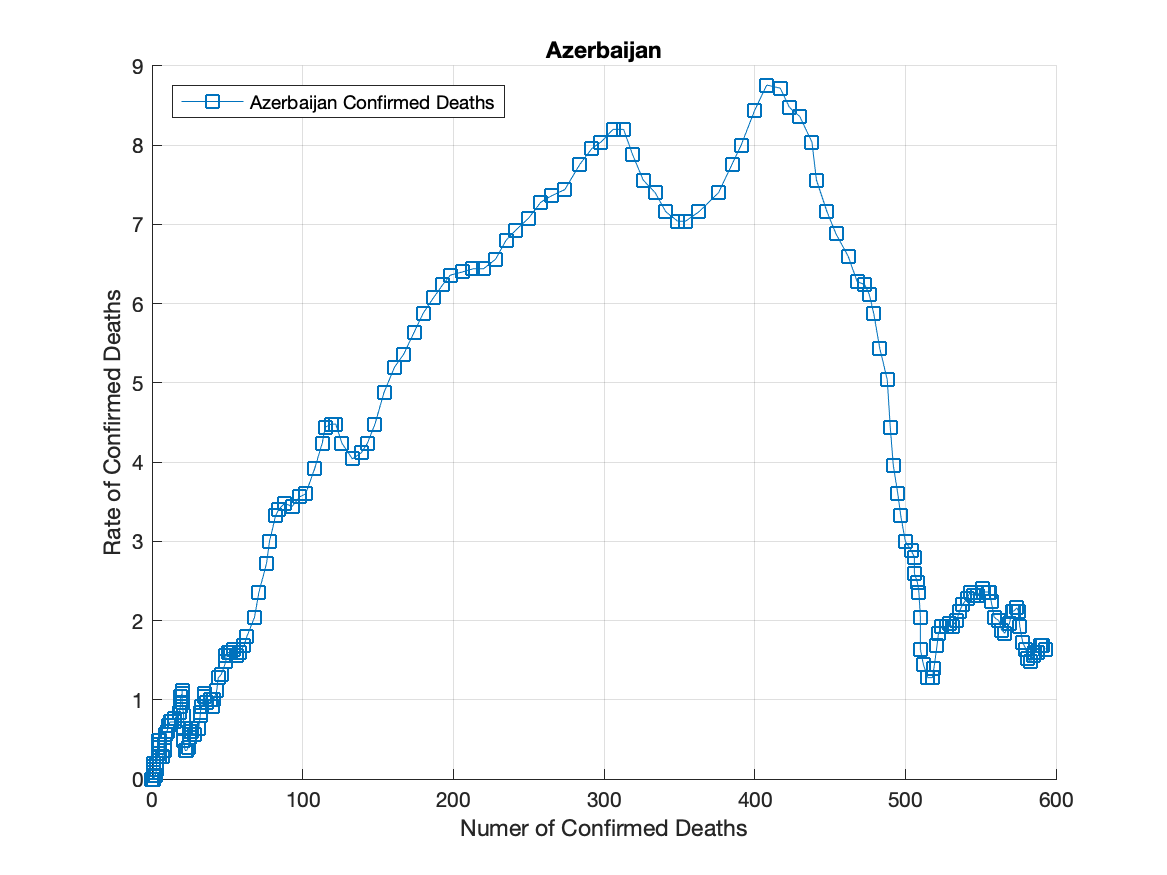 Azerbaijan
Azerbaijan Confirmed Deaths
9
8
7
6
5
4
3
2
1
0
Rate of Confirmed Deaths
0 100 200 300 400 500 600
Numer of Confirmed Deaths